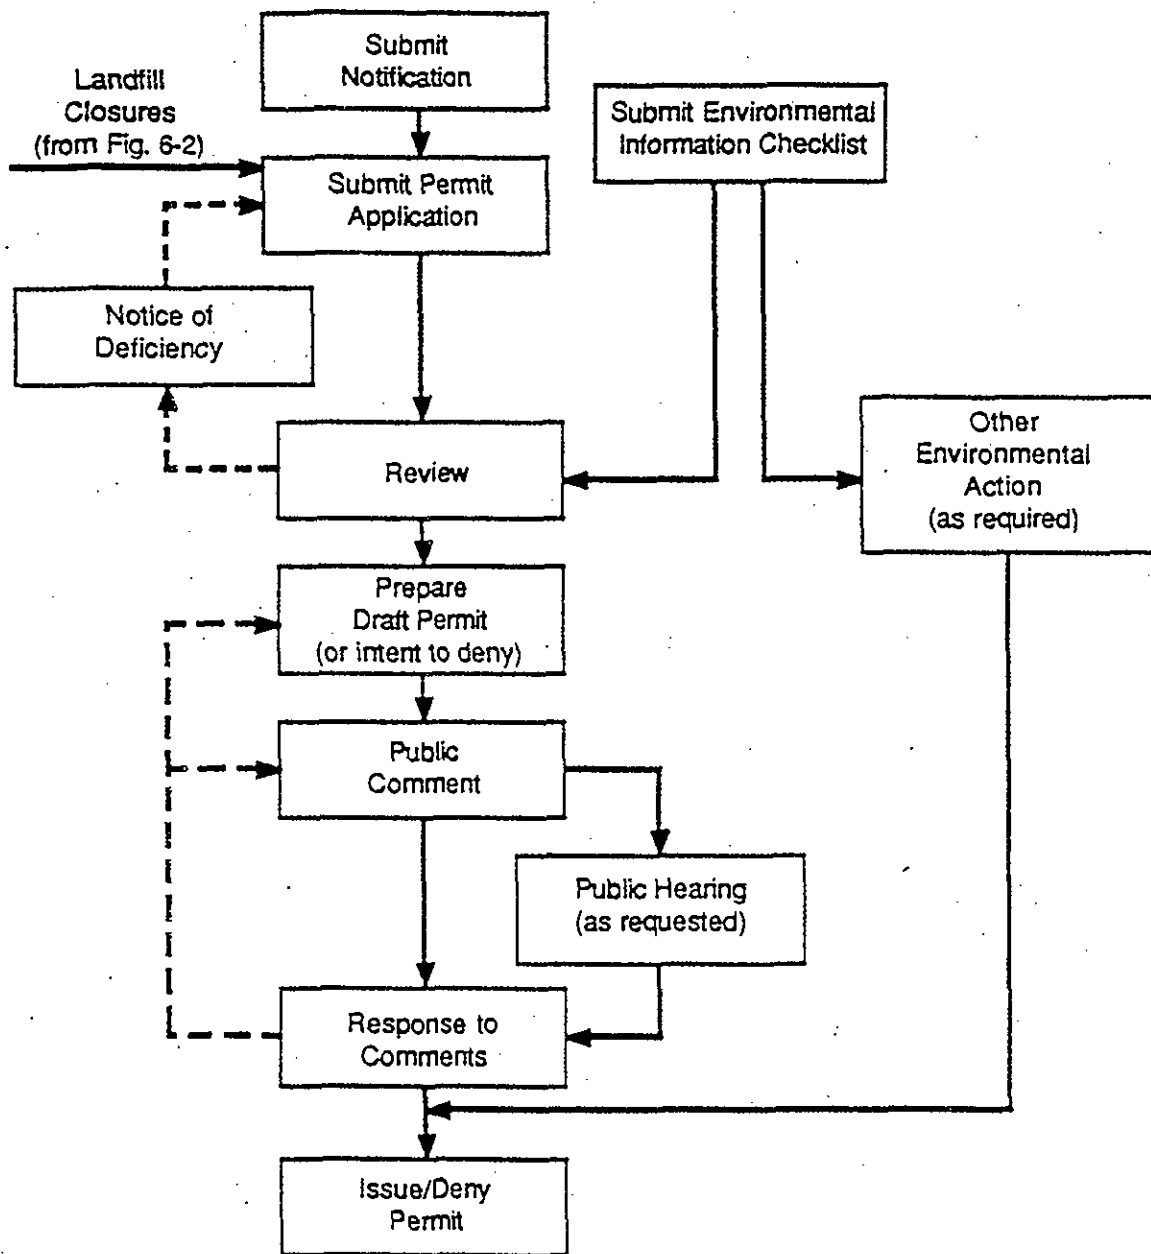 Submit
Notification
Landfill
Closures
(from Fig. 6-2)
Submit Environmental
Information Checklist
Submit Permit
Application
Notice of
Deficiency
Other
Environmental
Action
(as required)
Review
Prepare
Draft Permit
(or intent to deny)
Public
Comment
Public Hearing
(as requested)
Response to
Comments
Issue/Deny
Permit